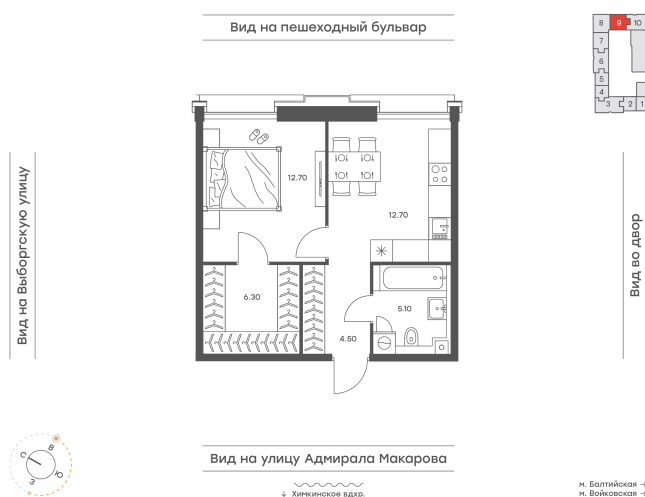 Вид на пешеходный бульвар
8 9 10
7
6
5
4
3 2 1
Вид на Выборгскую улицу
Вид во двор
12.70
12.70
6.30
5.10
4.50
Вид на улицу Адмирала Макарова
В
С
Ю
З
↓ Химкинское вдхр.
м. Балтийская
м. Войковская